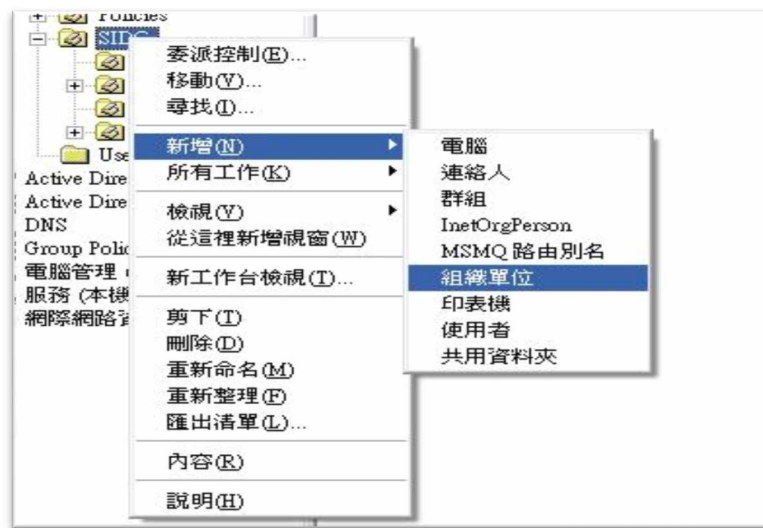 Policies
委派控制(E)...
移動(V)...
尋找(I)...
新增(N)
所有工作(K)
檢視(V)
從這裡新增視窗(W)
新工作台檢視(T)...
剪下(T)
刪除(D)
重新命名(M)
重新整理(F)
匯出清單(L)...
內容(R)
說明(H)
電腦
連絡人
群組
InetOrgPerson
MSMQ 路由別名
組織單位
印表機
使用者
共用資料夾
Use
Active Dire
Active Dire
DNS
Group Polic
電腦管理 (
服務 (本機
網際網路